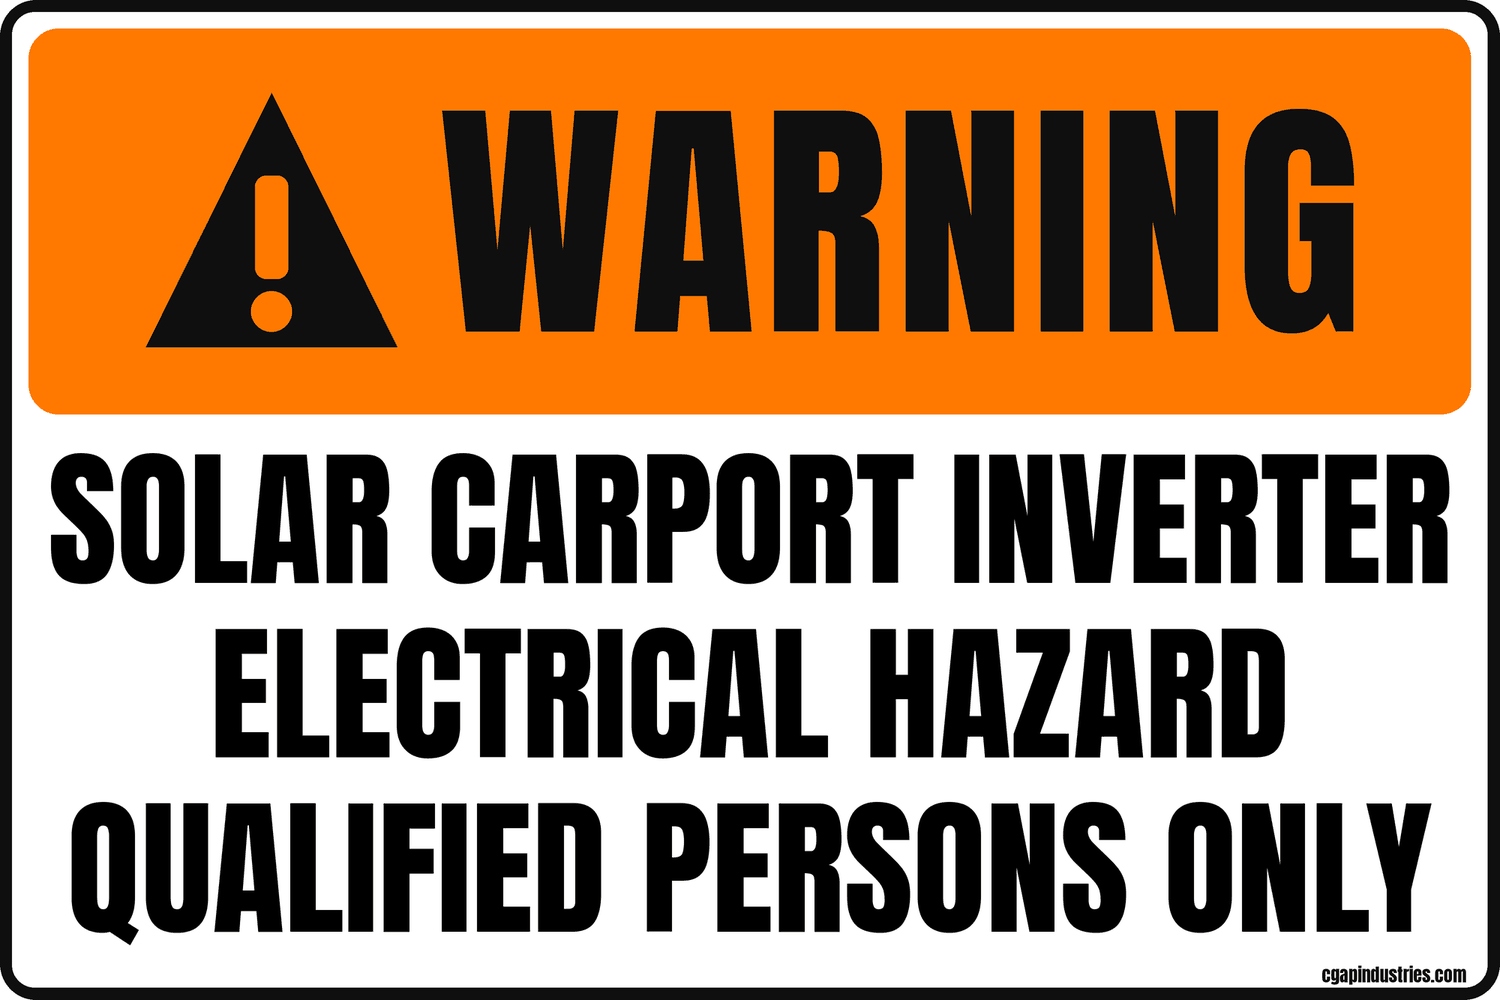 WARNING
SOLAR CARPORT INVERTER
ELECTRICAL HAZARD
QUALIFIED PERSONS ONLY
cgapindustries.com